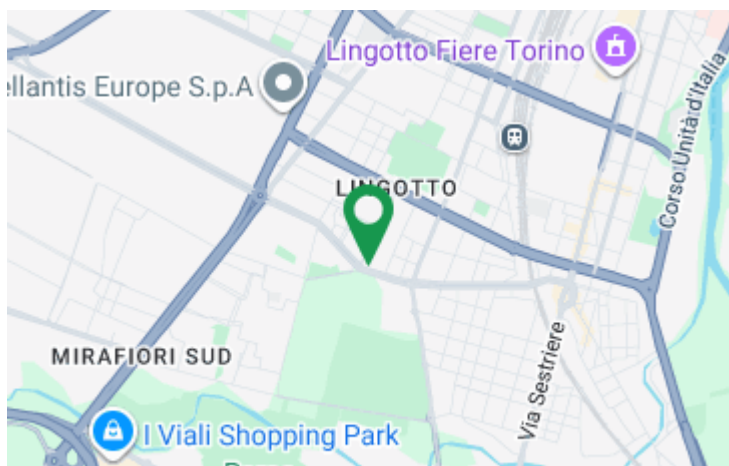 Lingotto Fiere Torino
ellantis Europe S.p.A
Corso Unità d'Italia
LINGOTTO
MIRAFIORI SUD
Via Sestriere
I Viali Shopping Park